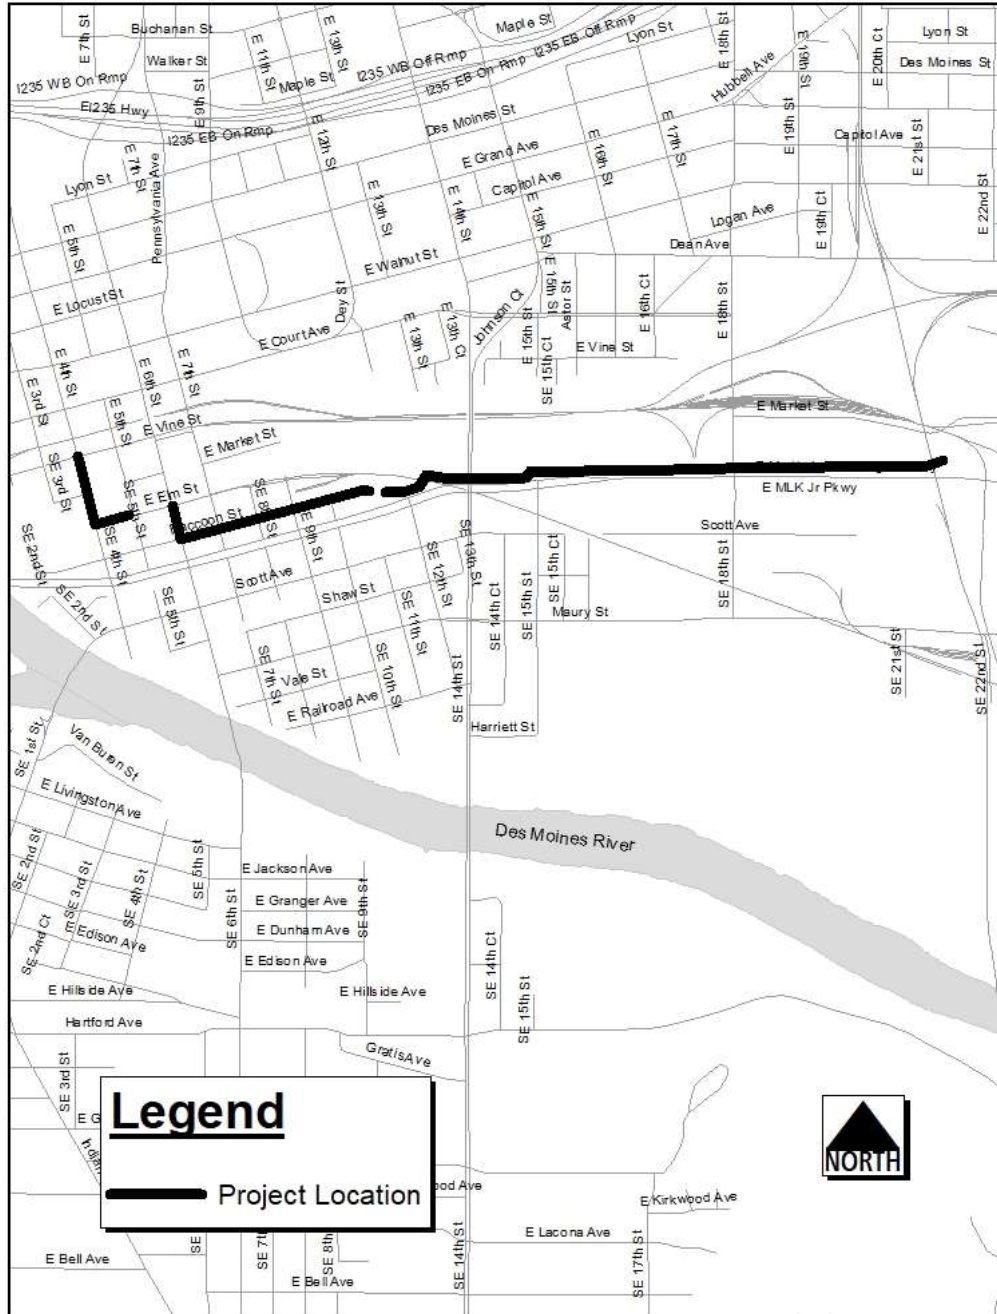 Maple St
E 7th St
Buchanan St
E 13th St
Lyon St
E 18th St
E 20th Ct
Lyon St
E 11th St
I235 EB Off Rmp
I235 WB Off Rmp
Walker St
E 19th St
Des Moines St
I235 WB On Rmp
Maple St
I235 EB On Rmp
Hubbell Ave
E I235 Hwy
E 9th St
Des Moines St
E 12th St
E 17th St
E 19th St
Capitol Ave
E 21st St
I235 EB On Rmp
E 16th St
E Grand Ave
E 7th St
Lyon St
Pennsylvania Ave
Capitol Ave
E 13th St
E 14th St
E 15th St
E 22nd St
Logan Ave
E 19th Ct
E 5th St
Dean Ave
E Walnut St
E 15th St
E Locust St
Dey St
Astor St
E 16th Ct
E 18th St
E Court Ave
E 13th St
E 13th Ct
Johnson Ct
E 15th St
SE 15th Ct
E Vine St
E 4th St
E 6th St
E 7th St
E 3rd St
E 5th St
E Vine St
E Market St
E Market St
SE 3rd St
E Elm St
SE 5th St
Raccoon St
SE 8th St
E 9th St
E MLK Jr Pkwy
SE 2nd St
SE 4th St
Scott Ave
Scott Ave
SE 12th St
SE 13th St
SE 15th Ct
SE 18th St
Shaw St
SE 14th Ct
SE 15th St
Maury St
SE 2nd St
SE 5th St
SE 11th St
SE 21st St
SE 22nd St
SE 7th St
Vale St
SE 10th St
E Railroad Ave
SE 14th St
Harriett St
SE 1st St
Van Buren St
E Livingston Ave
Des Moines River
SE 2nd St
SE 3rd St
SE 4th St
SE 5th St
E Jackson Ave
SE 6th St
E Granger Ave
SE 9th St
E Dunham Ave
SE 2nd Ct
E Edison Ave
E Edison Ave
SE 14th Ct
SE 15th St
E Hillside Ave
E Hillside Ave
Hartford Ave
Gratis Ave
SE 3rd St
E G
Legend
Project Location
NORTH
ood Ave
E Kirkwood Ave
E Lacona Ave
E Bell Ave
SE 7th
SE 8th
SE 14th St
SE 17th St
E Bell Ave